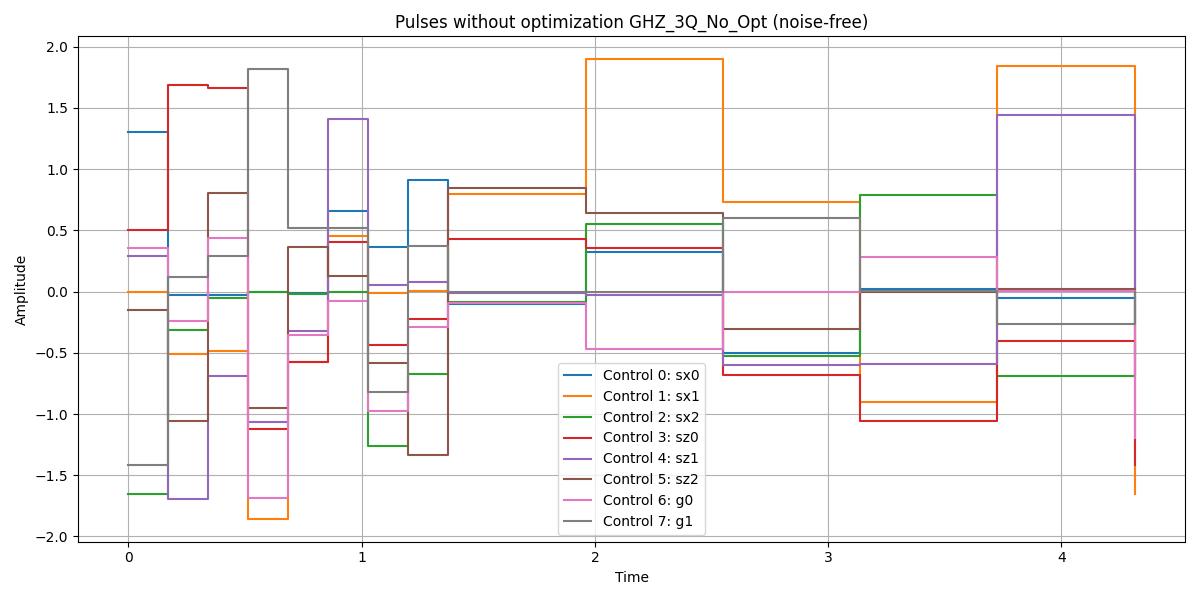 Pulses without optimization GHZ_3Q_No_Opt (noise-free)
2.0
1.5
1.0
0.5
0.0
−0.5
−1.0
−1.5
−2.0
Amplitude
Control 0: sx0
Control 1: sx1
Control 2: sx2
Control 3: sz0
Control 4: sz1
Control 5: sz2
Control 6: g0
Control 7: g1
0 1 2 3 4
Time